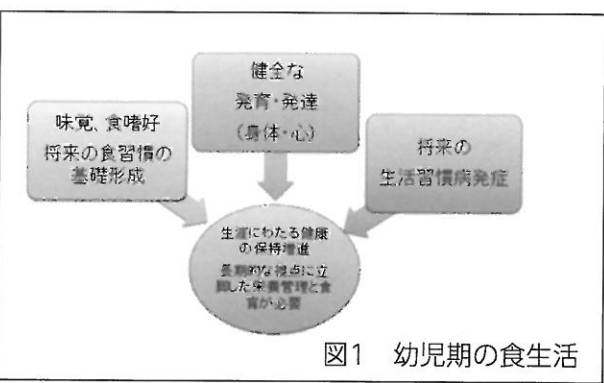 健全な
発育・発達
(身体・心)
味覚、食嗜好
将来の食習慣の
基礎形成
将来の
生活習慣病発症
生涯にわたる健康
の保持増進
長期的な視点に立
脚した栄養管理と食
育が必要
図1 幼児期の食生活